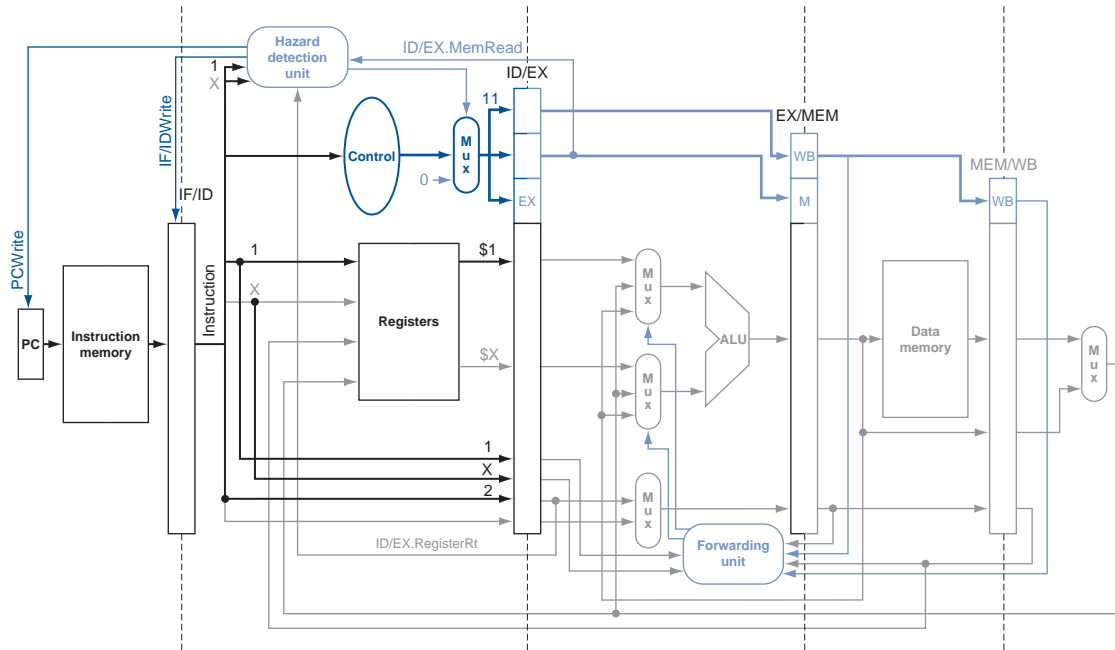 Hazard
detection
unit
ID/EX.MemRead
ID/EX
1
X
11
EX/MEM
Control
M
u
x
0
WB
MEM/WB
IF/IDWrite
IF/ID
EX
M
WB
PCWrite
Instruction
1
$1
X
Registers
$X
PC
Instruction
memory
M
u
x
ALU
M
u
x
Data
memory
M
u
x
1
X
2
M
u
x
ID/EX.RegisterRt
Forwarding
unit